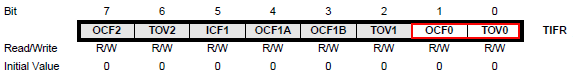 Bit 7 6 5 4 3 2 1 0
OCF2 TOV2 ICF1 OCF1A OCF1B TOV1 OCF0 TOV0 TIFR
Read/Write R/W R/W R/W R/W R/W R/W R/W R/W
Initial Value 0 0 0 0 0 0 0 0